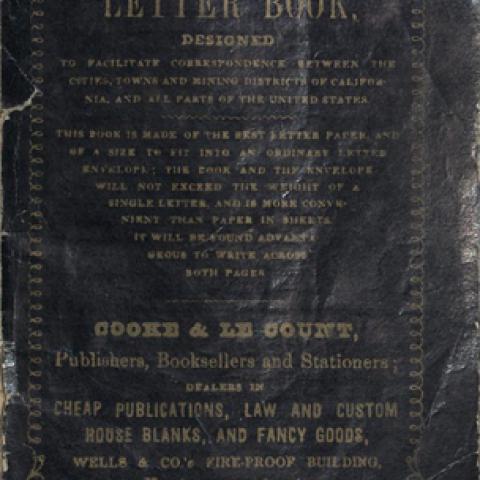 LETTER BOOK,
DESIGNED
TO FACILITATE CORRESPONDENCE BETWEEN THE
CITIES, TOWNS AND MINING DISTRICTS OF CALIFOR-
NIA, AND ALL PARTS OF THE UNITED STATES.
THIS BOOK IS MADE OF THE BEST LETTER PAPER, AND
OF A SIZE TO FIT INTO AN ORDINARY LETTER
ENVELOPE; THE BOOK AND THE ENVELOPE
WILL NOT EXCEED THE WEIGHT OF A
SINGLE LETTER, AND IS MORE CONVE-
NIENT THAN PAPER IN SHEETS.
IT WILL BE FOUND ADVANTA-
GEOUS TO WRITE ACROSS
BOTH PAGES
COOKE & LE COUNT,
Publishers, Booksellers and Stationers;
DEALERS IN
CHEAP PUBLICATIONS, LAW AND CUSTOM
HOUSE BLANKS, AND FANCY GOODS,
WELLS & CO.'s FIRE-PROOF BUILDING,